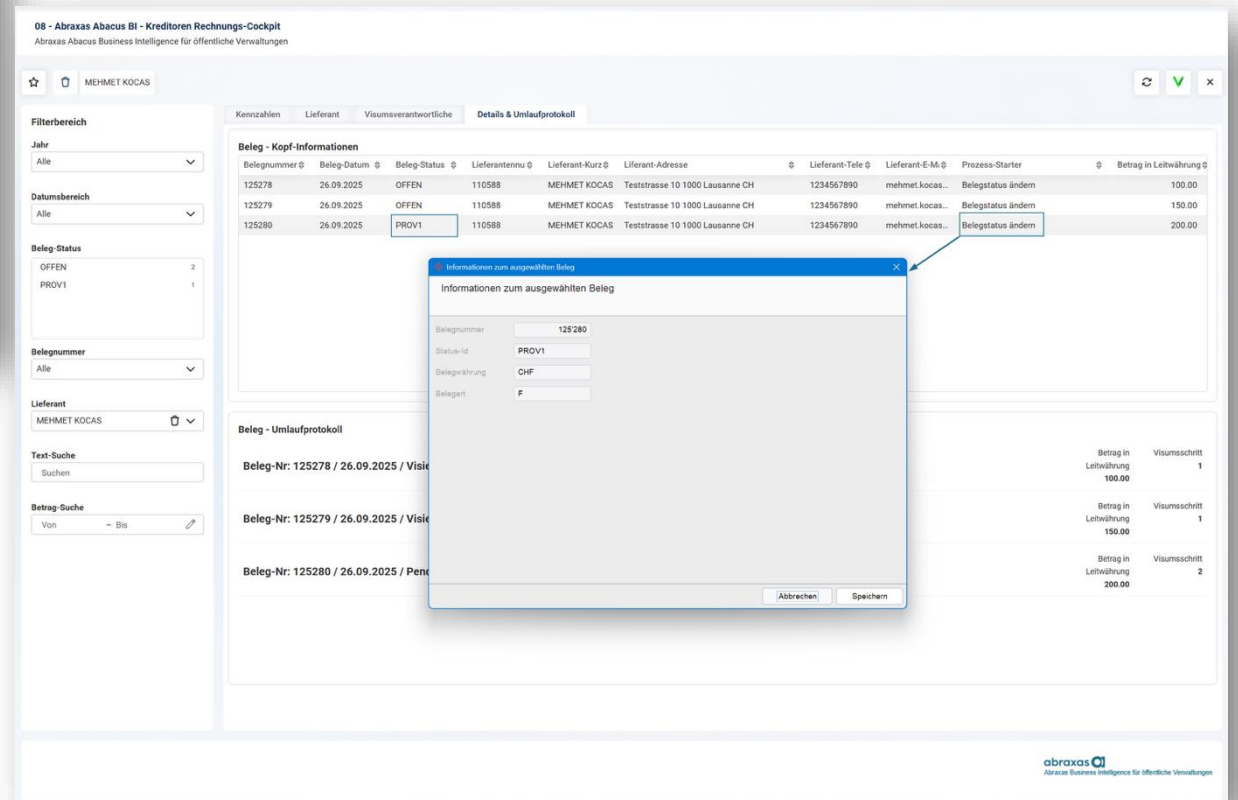 08 - Abraxas Abacus BI - Kreditoren Rechnungs-Cockpit
Abraxas Abacus Business Intelligence für öffentliche Verwaltungen
MEHMET KOCAS
Filterbereich
Jahr
Alle
Datumsbereich
Alle
Beleg-Status
OFFEN 2
PROV1 1
Belegnummer
Alle
Lieferant
MEHMET KOCAS
Text-Suche
Suchen
Betrag-Suche
Von – Bis
Kennzahlen Lieferant Visumsverantwortliche Details & Umlaufprotokoll
Beleg - Kopf-Informationen
Belegnummer Beleg-Datum Beleg-Status Lieferantennu Lieferant-Kurz Liferant-Adresse Lieferant-Tele Lieferant-E-M Prozess-Starter Betrag in Leitwährung
125278 26.09.2025 OFFEN 110588 MEHMET KOCAS Teststrasse 10 1000 Lausanne CH 1234567890 mehmet.kocas... Belegstatus ändern 100.00
125279 26.09.2025 OFFEN 110588 MEHMET KOCAS Teststrasse 10 1000 Lausanne CH 1234567890 mehmet.kocas... Belegstatus ändern 150.00
125280 26.09.2025 PROV1 110588 MEHMET KOCAS Teststrasse 10 1000 Lausanne CH 1234567890 mehmet.kocas... Belegstatus ändern 200.00
Informationen zum ausgewählten Beleg
Informationen zum ausgewählten Beleg
Belegnummer 125'280
Status-Id PROV1
Belegwährung CHF
Belegart F
Abbrechen Speichern
Beleg - Umlaufprotokoll
Beleg-Nr: 125278 / 26.09.2025 / Visie
Betrag in Visumsschritt
Leitwährung 1
100.00
Beleg-Nr: 125279 / 26.09.2025 / Visie
Betrag in Visumsschritt
Leitwährung 1
150.00
Beleg-Nr: 125280 / 26.09.2025 / Pend
Betrag in Visumsschritt
Leitwährung 2
200.00
abraxas
Abraxas Business Intelligence für öffentliche Verwaltungen